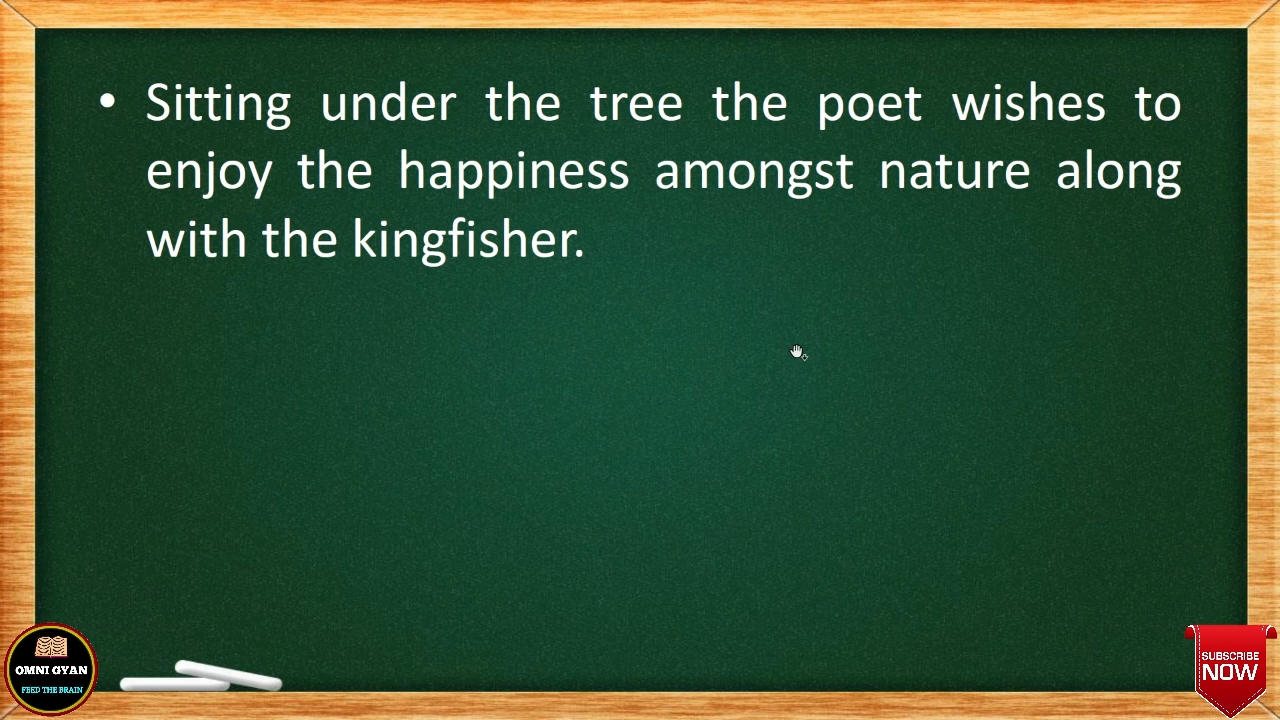 • Sitting under the tree the poet wishes to
enjoy the happiness amongst nature along
with the kingfisher.
OMNI GYAN
FEED THE BRAIN
SUBSCRIBE
NOW